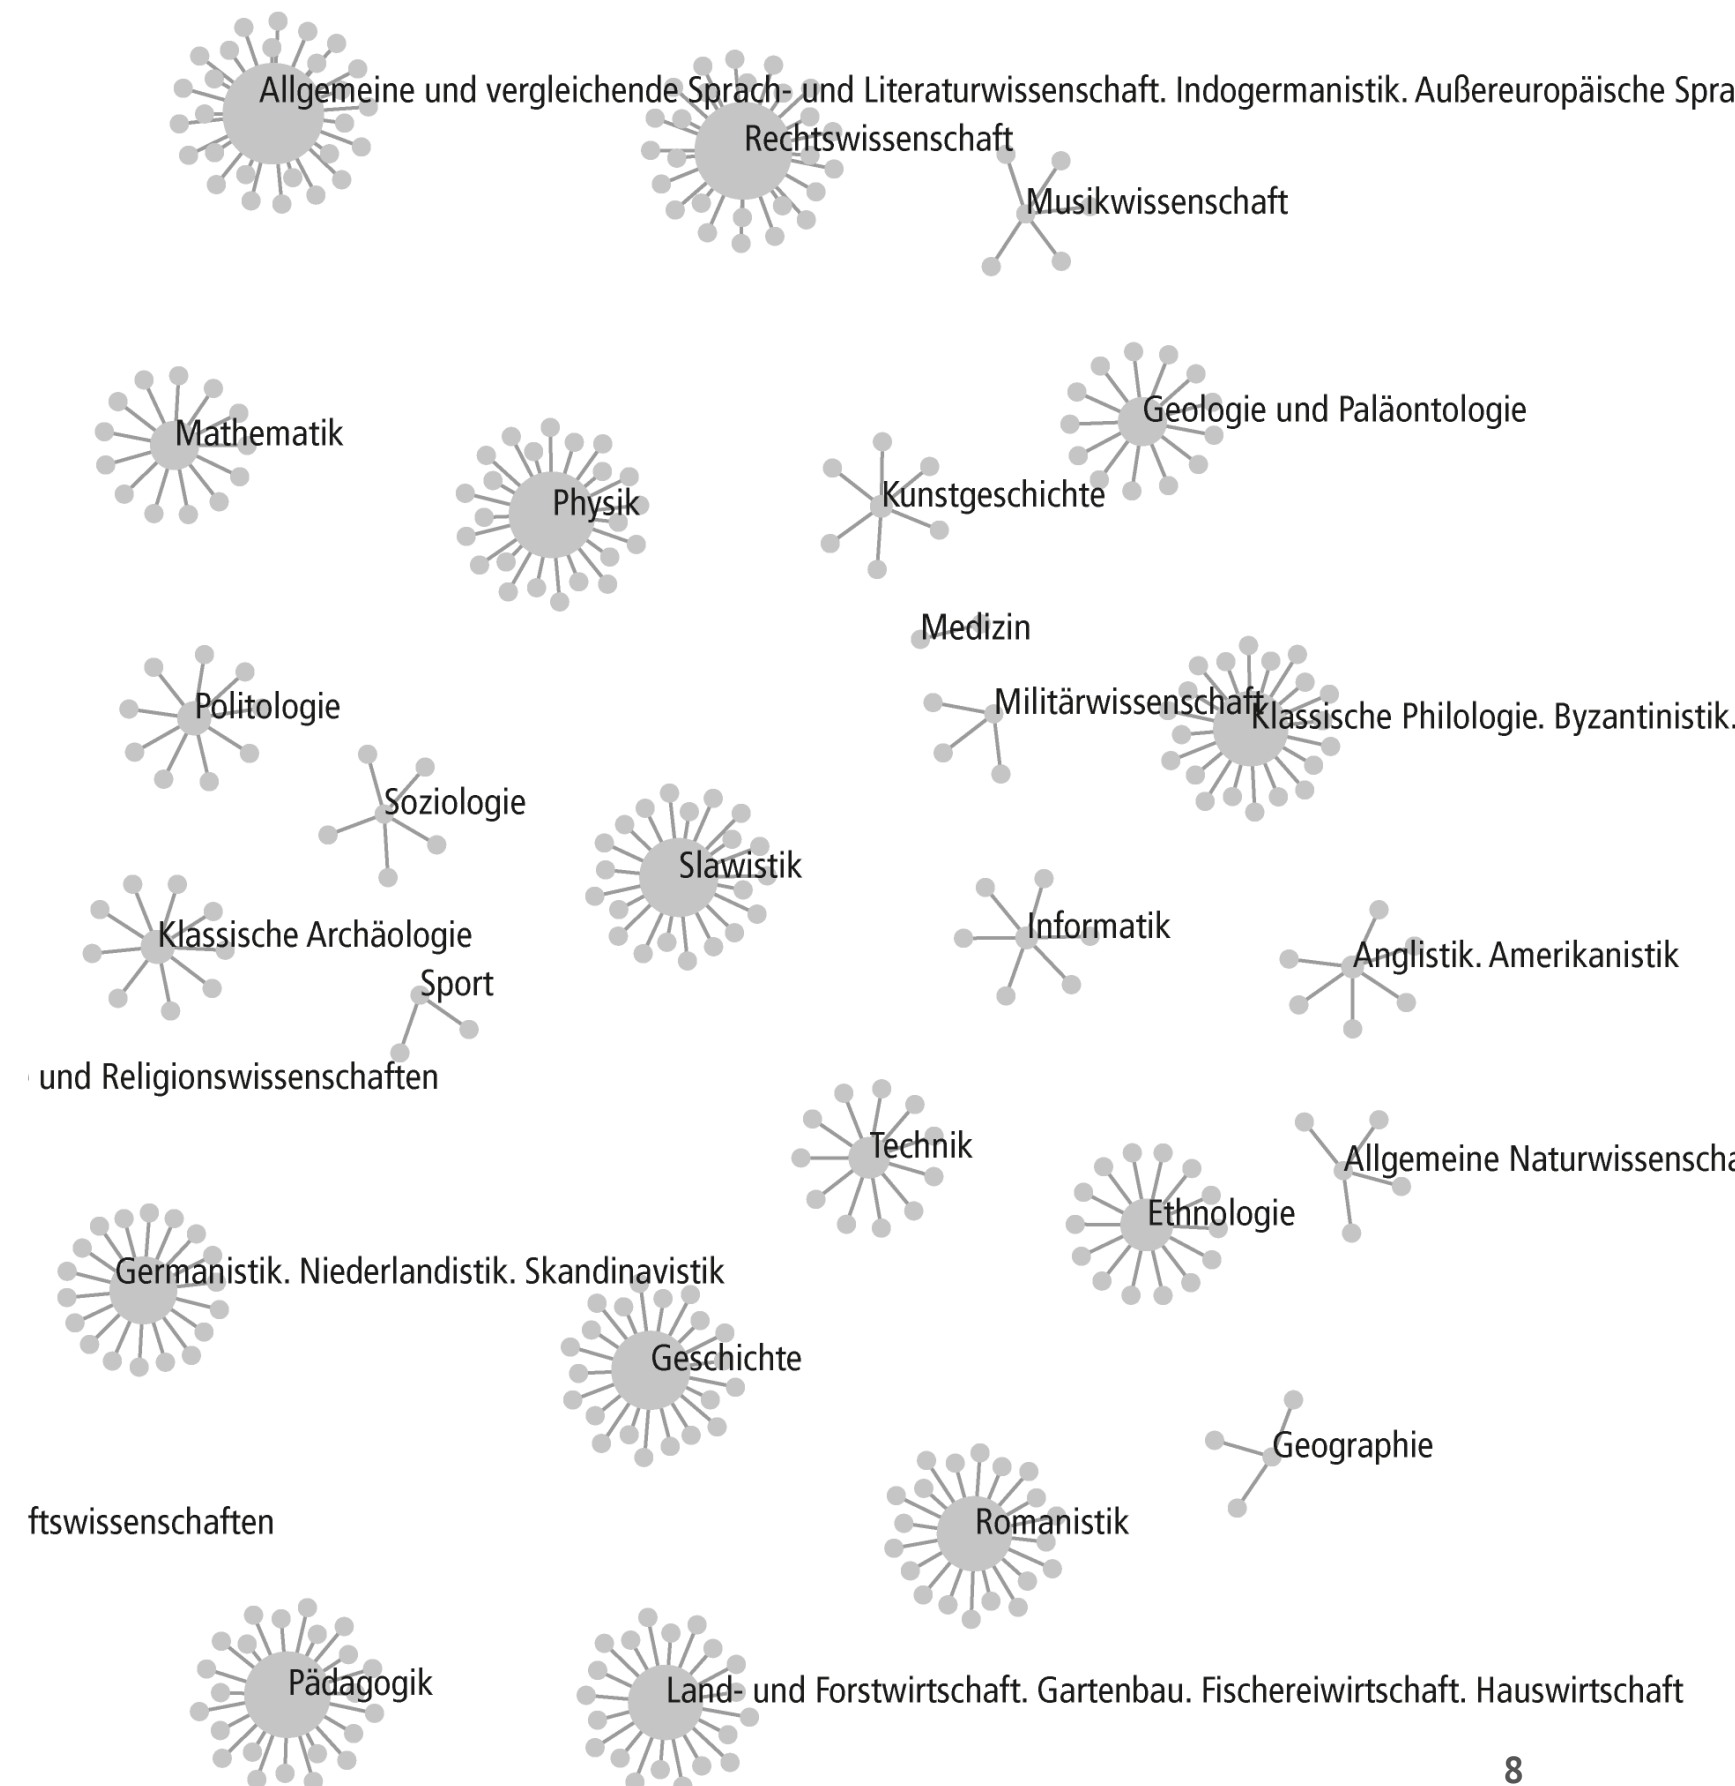 Allgemeine und vergleichende Sprach- und Literaturwissenschaft. Indogermanistik. Außereuropäische Spra
Rechtswissenschaft
Musikwissenschaft
Geologie und Paläontologie
Mathematik
Kunstgeschichte
Physik
Medizin
Militärwissenschaft
Klassische Philologie. Byzantinistik.
Politologie
Soziologie
Slawistik
Informatik
Klassische Archäologie
Anglistik. Amerikanistik
Sport
und Religionswissenschaften
Technik
Allgemeine Naturwissenscha
Ethnologie
Germanistik. Niederlandistik. Skandinavistik
Geschichte
Geographie
ftswissenschaften
Romanistik
Pädagogik
Land- und Forstwirtschaft. Gartenbau. Fischereiwirtschaft. Hauswirtschaft
8